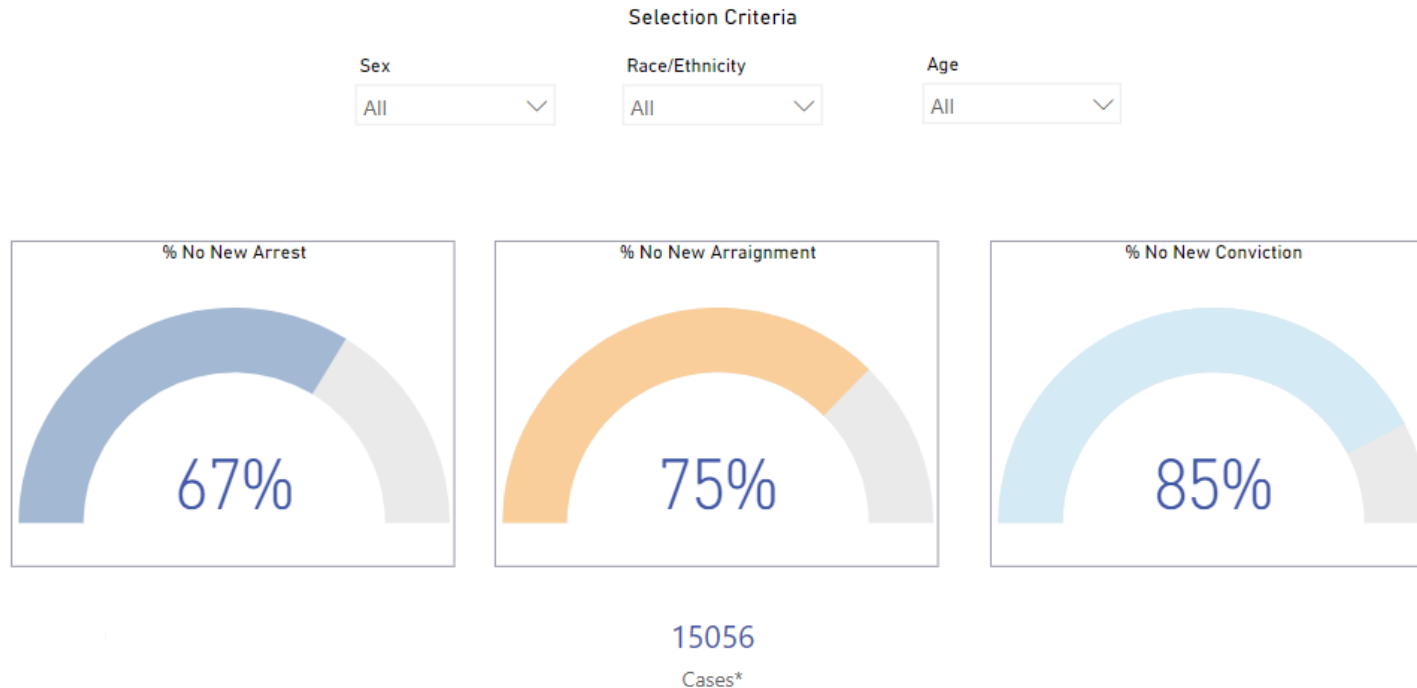 Selection Criteria
Sex
Race/Ethnicity
Age
All
All
All
% No New Arrest
% No New Arraignment
% No New Conviction
67%
75%
85%
15056
Cases*